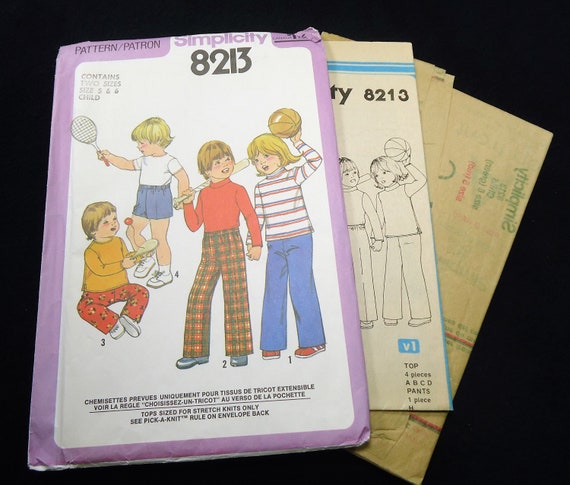 PATTERN/PATRON
Simplicity
8213
CONTAINS
TWO SIZES
SIZE 5 & 6
CHILD
4
3
2
1
CHEMISETTES PREVUES UNIQUEMENT POUR TISSUS DE TRICOT EXTENSIBLE
VOIR LA REGLE "CHOISISSEZ-UN-TRICOT" AU VERSO DE LA POCHETTE
TOPS SIZED FOR STRETCH KNITS ONLY
SEE PICK-A-KNIT™ RULE ON ENVELOPE BACK
ty 8213
v1
TOP
4 pieces
A B C D
PANTS
1 piece
H
Simplicity
8213